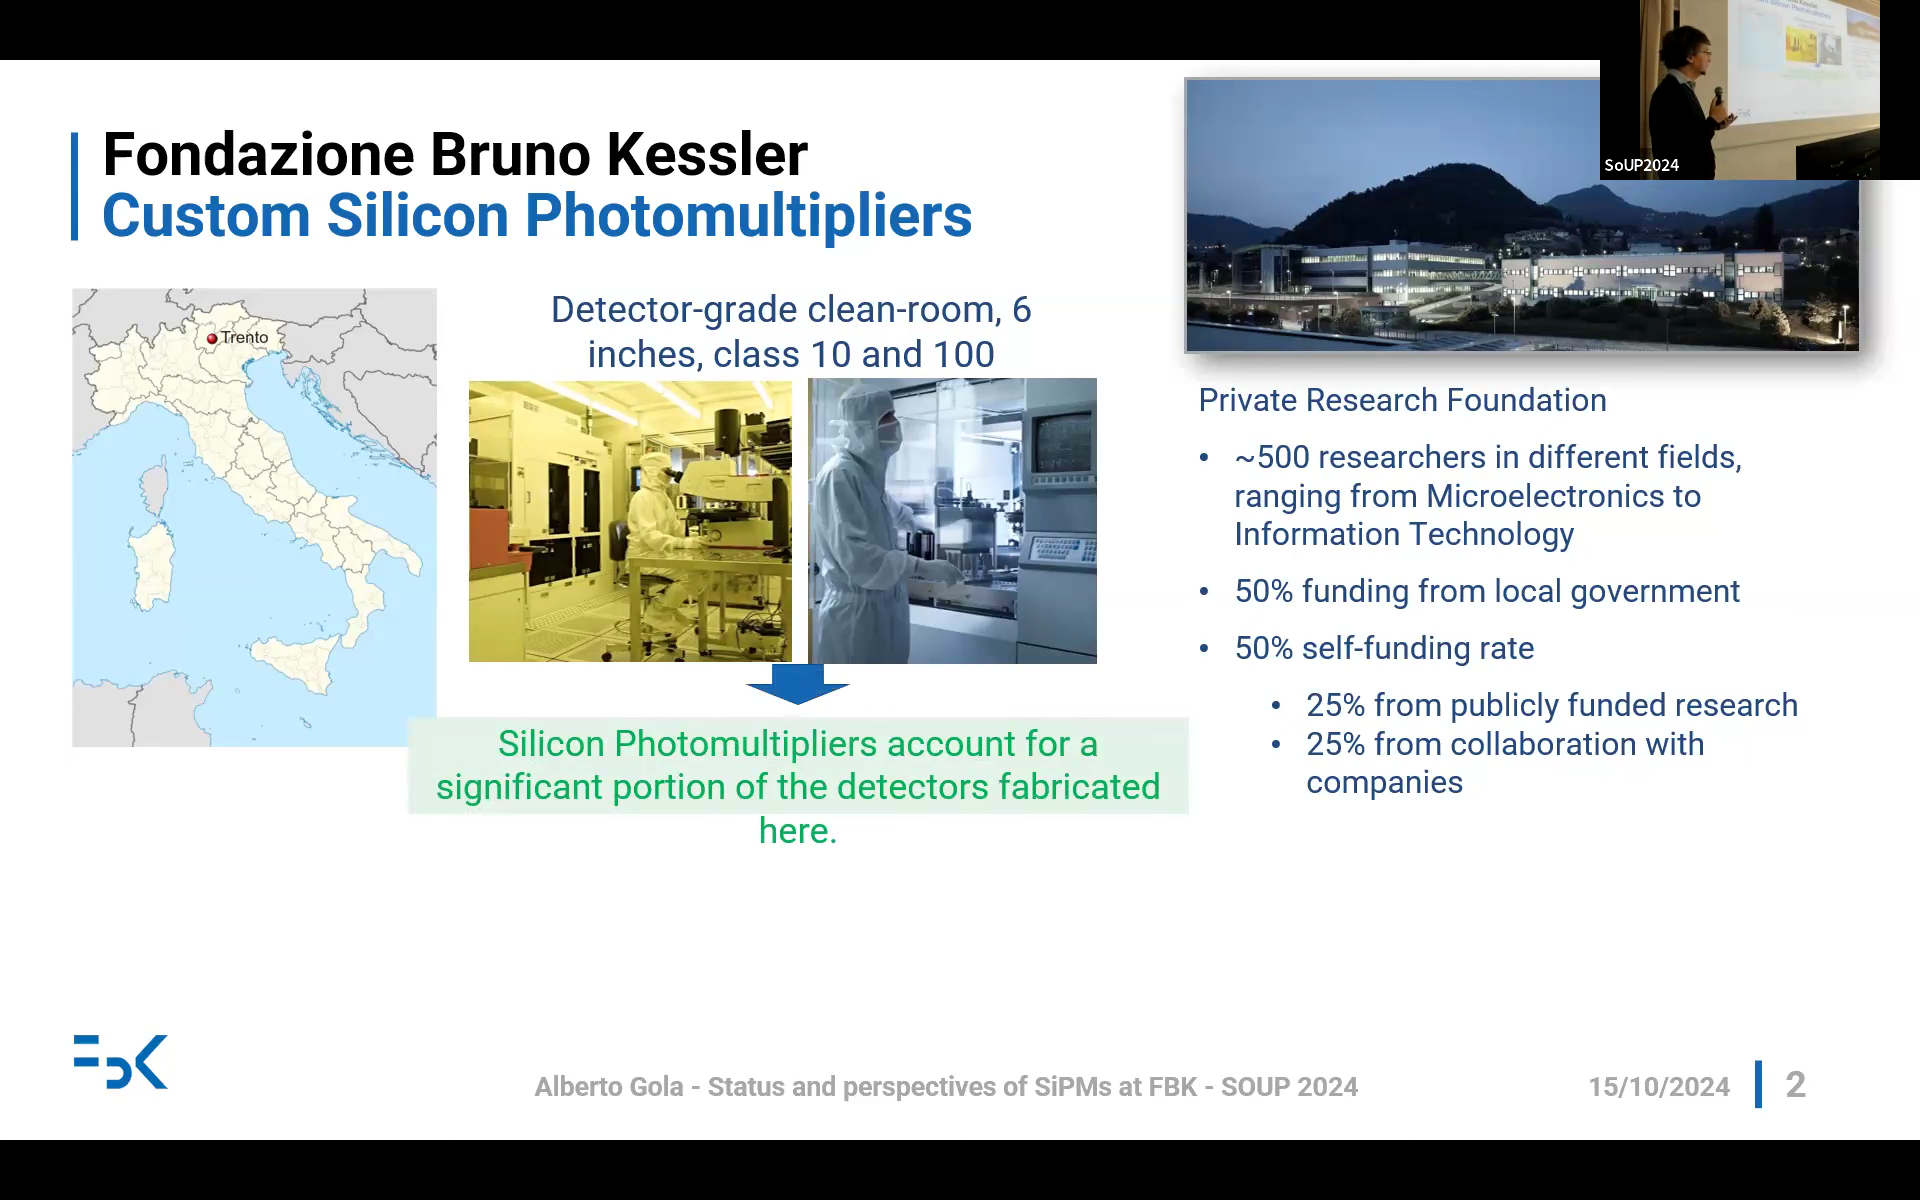 Fondazione Bruno Kessler
Custom Silicon Photomultipliers
SoUP2024
Trento
Detector-grade clean-room, 6
inches, class 10 and 100
Silicon Photomultipliers account for a
significant portion of the detectors fabricated
here.
Private Research Foundation
• ~500 researchers in different fields,
ranging from Microelectronics to
Information Technology
• 50% funding from local government
• 50% self-funding rate
• 25% from publicly funded research
• 25% from collaboration with
companies
FBK
Alberto Gola - Status and perspectives of SiPMs at FBK - SOUP 2024
15/10/2024
2